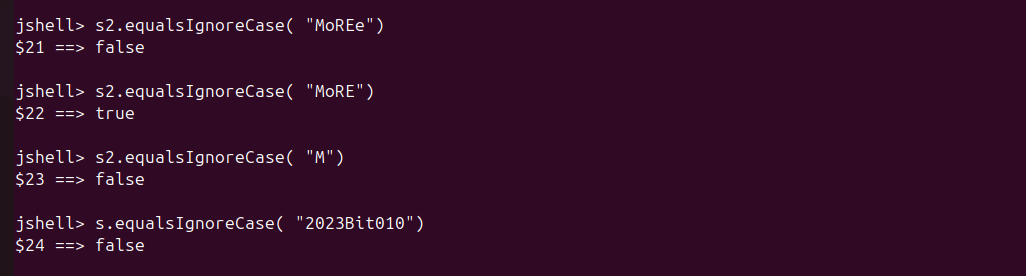 jshell> s2.equalsIgnoreCase( "MoREe")
$21 ==> false
jshell> s2.equalsIgnoreCase( "MoRE")
$22 ==> true
jshell> s2.equalsIgnoreCase( "M")
$23 ==> false
jshell> s.equalsIgnoreCase( "2023Bit010")
$24 ==> false